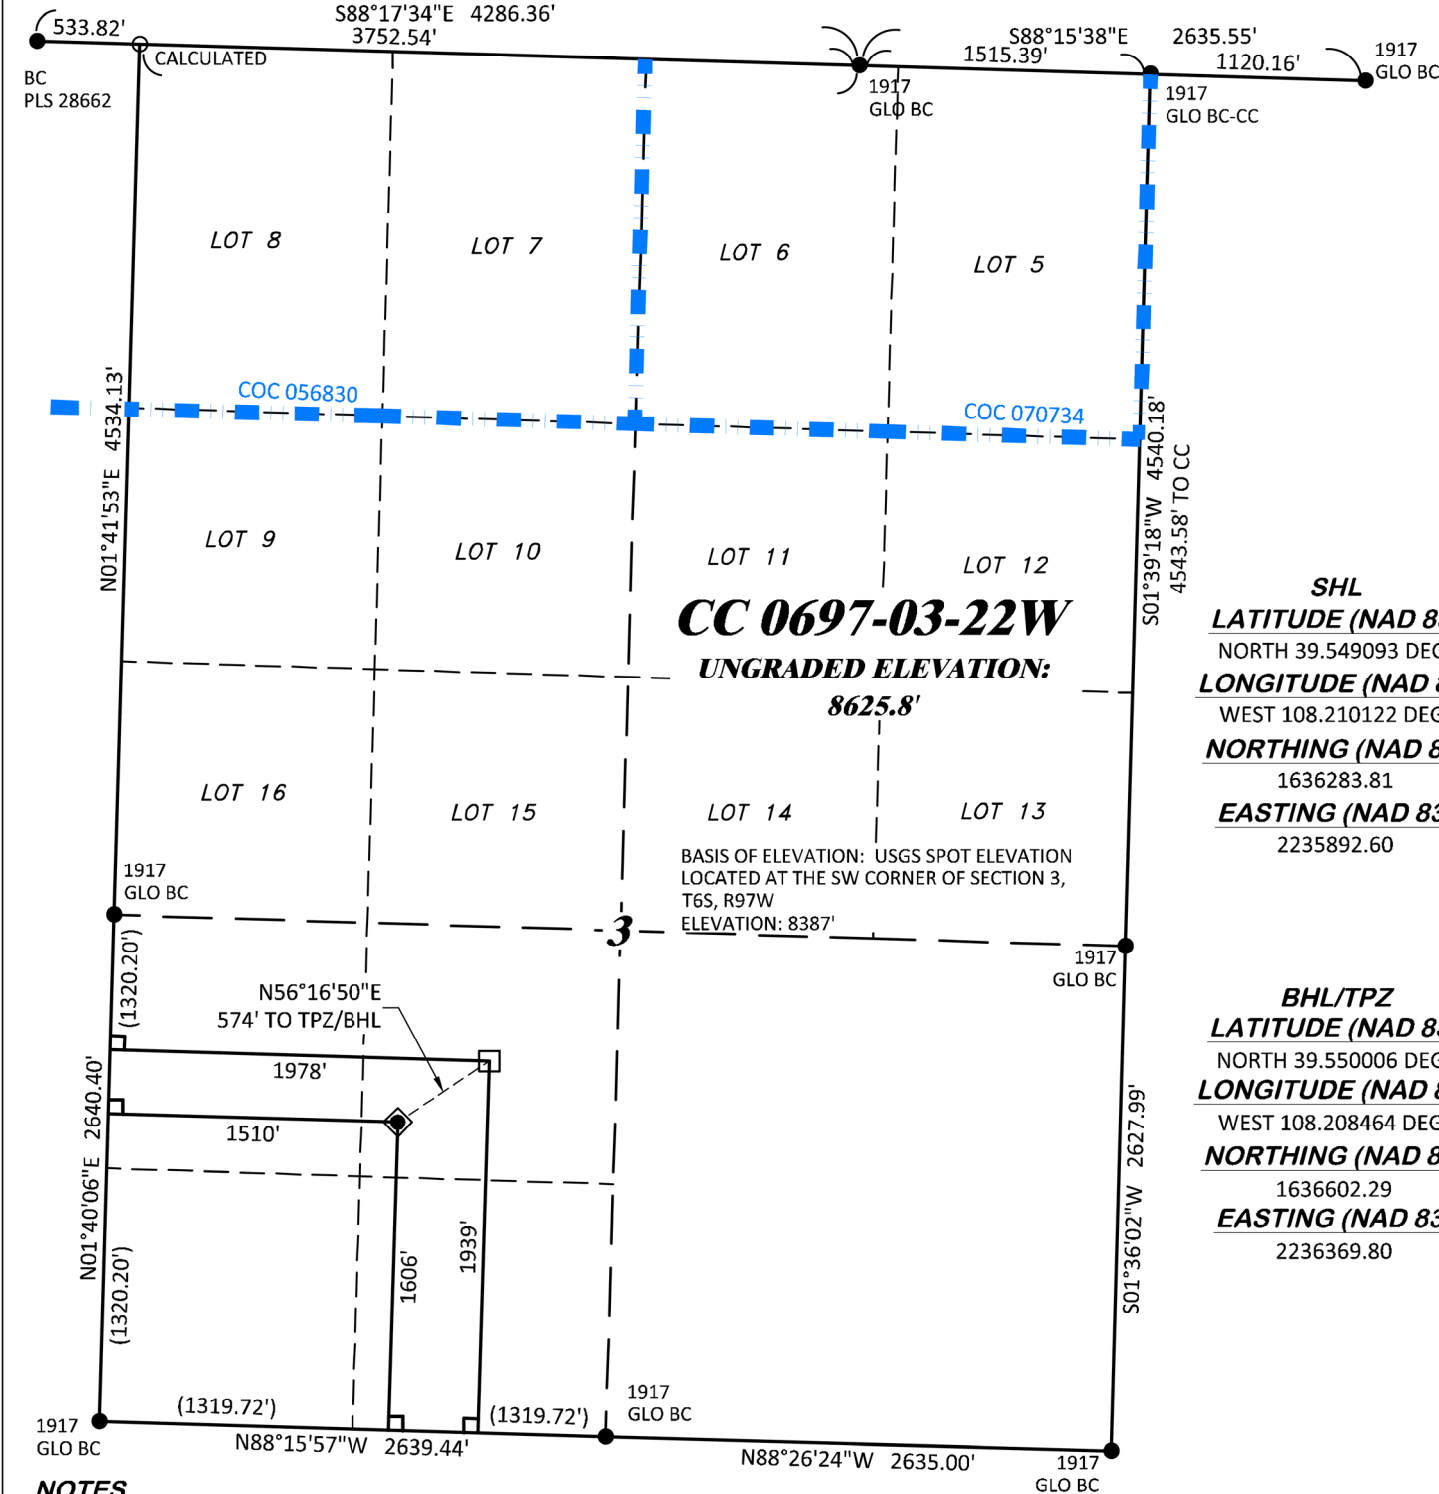 S88°17'34"E 4286.36'
533.82'
3752.54'
CALCULATED
BC
PLS 28662
S88°15'38"E 2635.55'
1515.39'
1120.16'
1917
GLO BC
1917
GLO BC
1917
GLO BC-CC
LOT 8
LOT 7
LOT 6
LOT 5
COC 056830
COC 070734
N01°41'53"E 4534.13'
S01°39'18"W 4540.18'
4543.58' TO CC
LOT 9
LOT 10
LOT 11
LOT 12
CC 0697-03-22W
UNGRADED ELEVATION:
8625.8'
LOT 16
LOT 15
LOT 14
LOT 13
BASIS OF ELEVATION: USGS SPOT ELEVATION
LOCATED AT THE SW CORNER OF SECTION 3,
T6S, R97W
ELEVATION: 8387'
1917
GLO BC
3
1917
GLO BC
SHL
LATITUDE (NAD 8
NORTH 39.549093 DEG
LONGITUDE (NAD 8
WEST 108.210122 DEG
NORTHING (NAD 8
1636283.81
EASTING (NAD 83
2235892.60
(1320.20')
N56°16'50"E
574' TO TPZ/BHL
1978'
1510'
N01°40'06"E 2640.40'
(1320.20')
1606'
1939'
S01°36'02"W 2627.99'
BHL/TPZ
LATITUDE (NAD 83
NORTH 39.550006 DEG
LONGITUDE (NAD 8
WEST 108.208464 DEG
NORTHING (NAD 8
1636602.29
EASTING (NAD 83
2236369.80
1917
GLO BC
(1319.72')
(1319.72')
N88°15'57"W 2639.44'
1917
GLO BC
N88°26'24"W 2635.00'
1917
GLO BC
NOTES